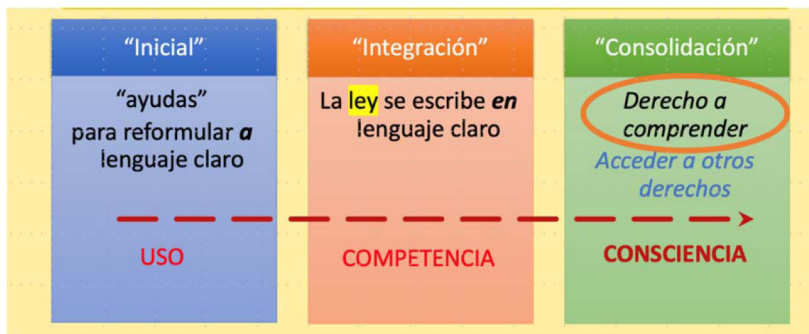 “Inicial”
“ayudas”
para reformular a
lenguaje claro
USO
“Integración”
La ley se escribe en
lenguaje claro
COMPETENCIA
“Consolidación”
Derecho a
comprender
Acceder a otros
derechos
CONSCIENCIA